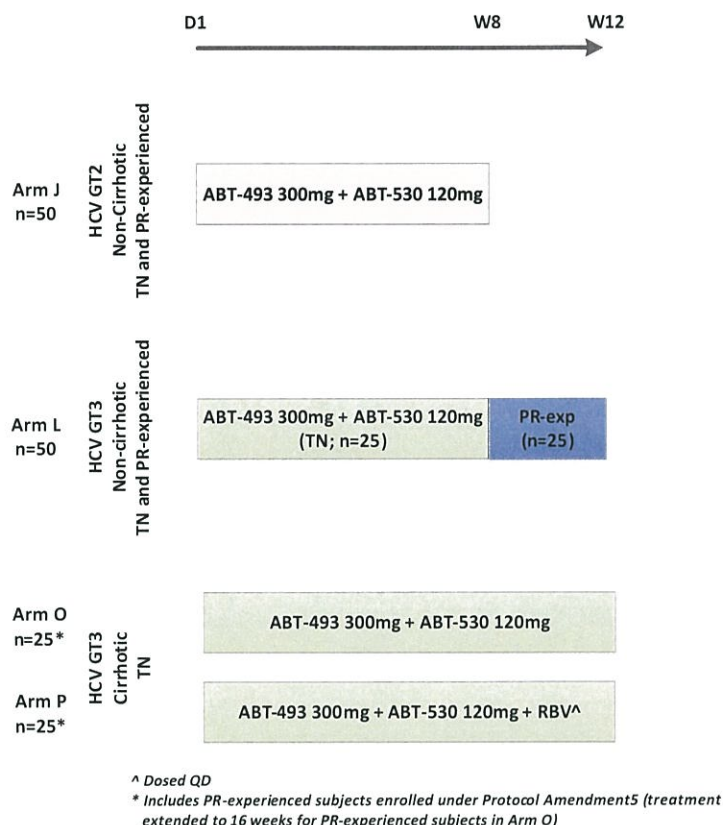 D1 W8 W12
Arm J
n=50
HCV GT2
Non-Cirrhotic
TN and PR-experienced
ABT-493 300mg + ABT-530 120mg
Arm L
n=50
HCV GT3
Non-cirrhotic
TN and PR-experienced
ABT-493 300mg + ABT-530 120mg
(TN; n=25)
PR-exp
(n=25)
Arm O
n=25*
HCV GT3
Cirrhotic
TN
ABT-493 300mg + ABT-530 120mg
Arm P
n=25*
ABT-493 300mg + ABT-530 120mg + RBV^
^ Dosed QD
* Includes PR-experienced subjects enrolled under Protocol Amendment5 (treatment
extended to 16 weeks for PR-experienced subjects in Arm O)